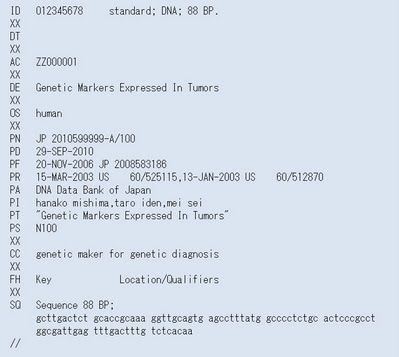 ID 012345678 standard; DNA; 88 BP.
XX
DT
XX
AC ZZ000001
XX
DE Genetic Markers Expressed In Tumors
XX
OS human
XX
PN JP 2010599999-A/100
PD 29-SEP-2010
PF 20-NOV-2006 JP 2008583186
PR 15-MAR-2003 US 60/525115,13-JAN-2003 US 60/512870
PA DNA Data Bank of Japan
PI hanako mishima,taro iden,mei sei
PT "Genetic Markers Expressed In Tumors"
PS N100
XX
CC genetic maker for genetic diagnosis
XX
FH Key Location/Qualifiers
XX
SQ Sequence 88 BP;
gcttgactct gcaccgcaaa ggttgcagtg agcctttatg gcccctctgc actcccgcct
ggcgattgag tttgactttg tctcacaa
//